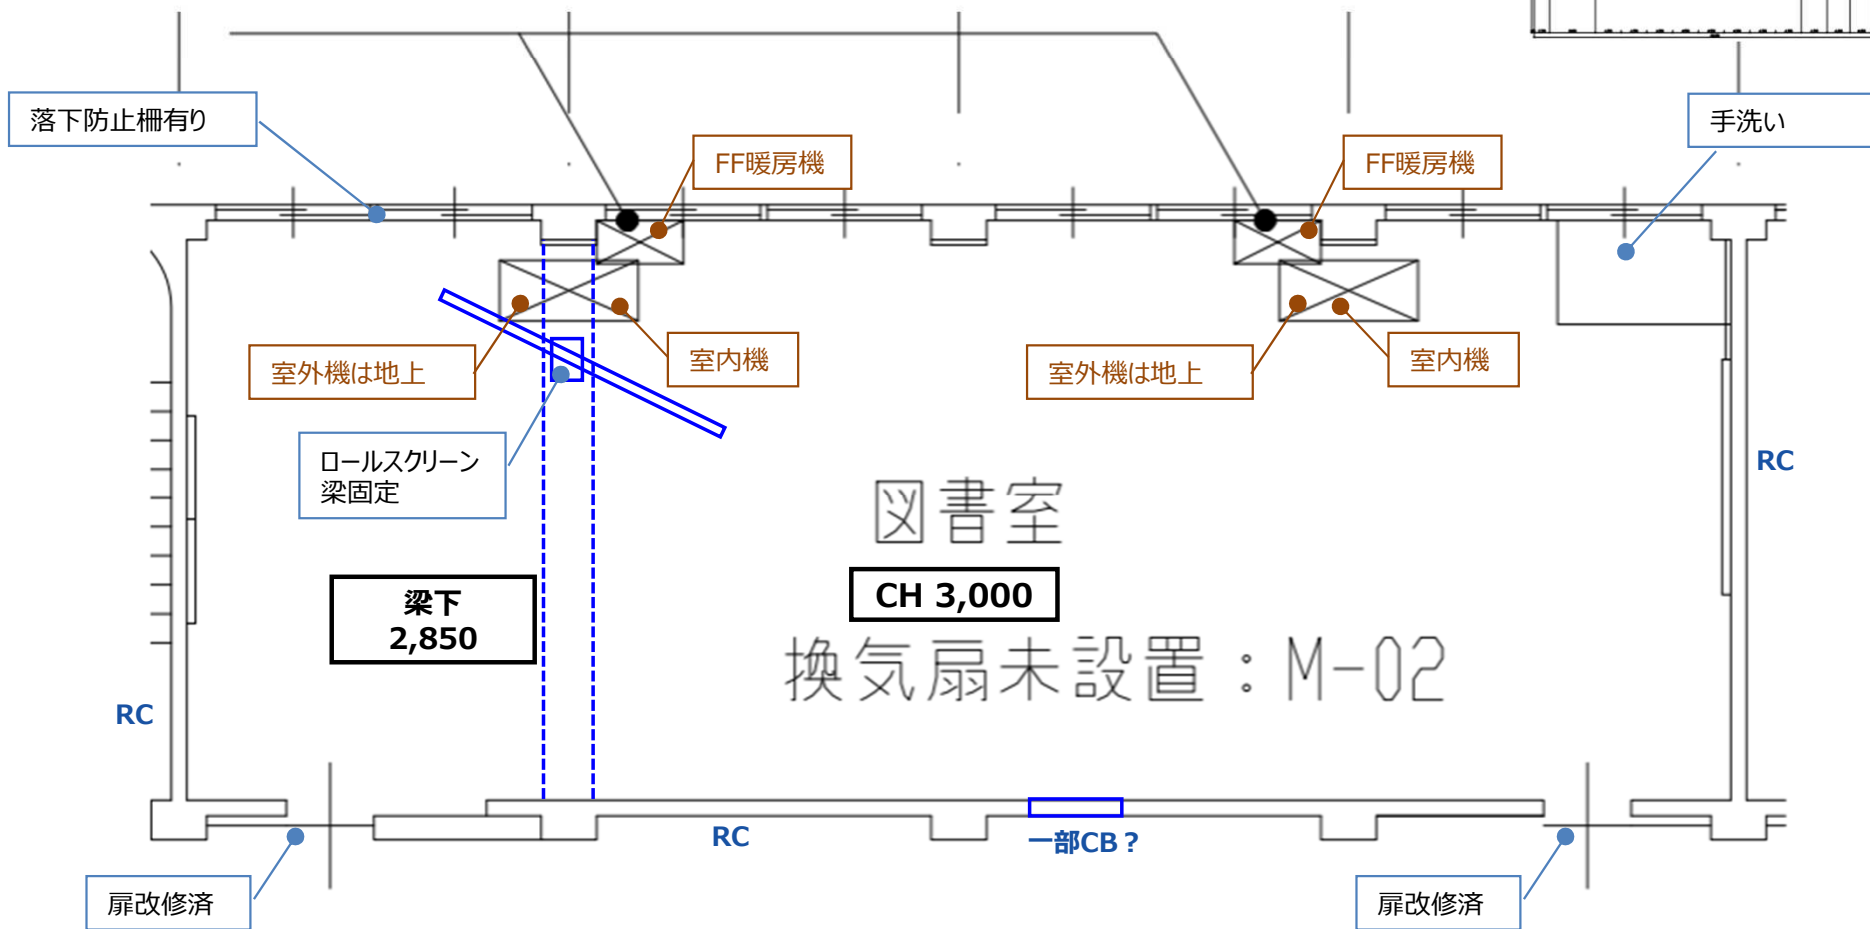 落下防止柵有り
手洗い
FF暖房機
FF暖房機
室外機は地上
室内機
室外機は地上
室内機
ロールスクリーン
梁固定
RC
図書室
梁下
2,850
CH 3,000
換気扇未設置：M-02
RC
RC
一部CB？
扉改修済
扉改修済